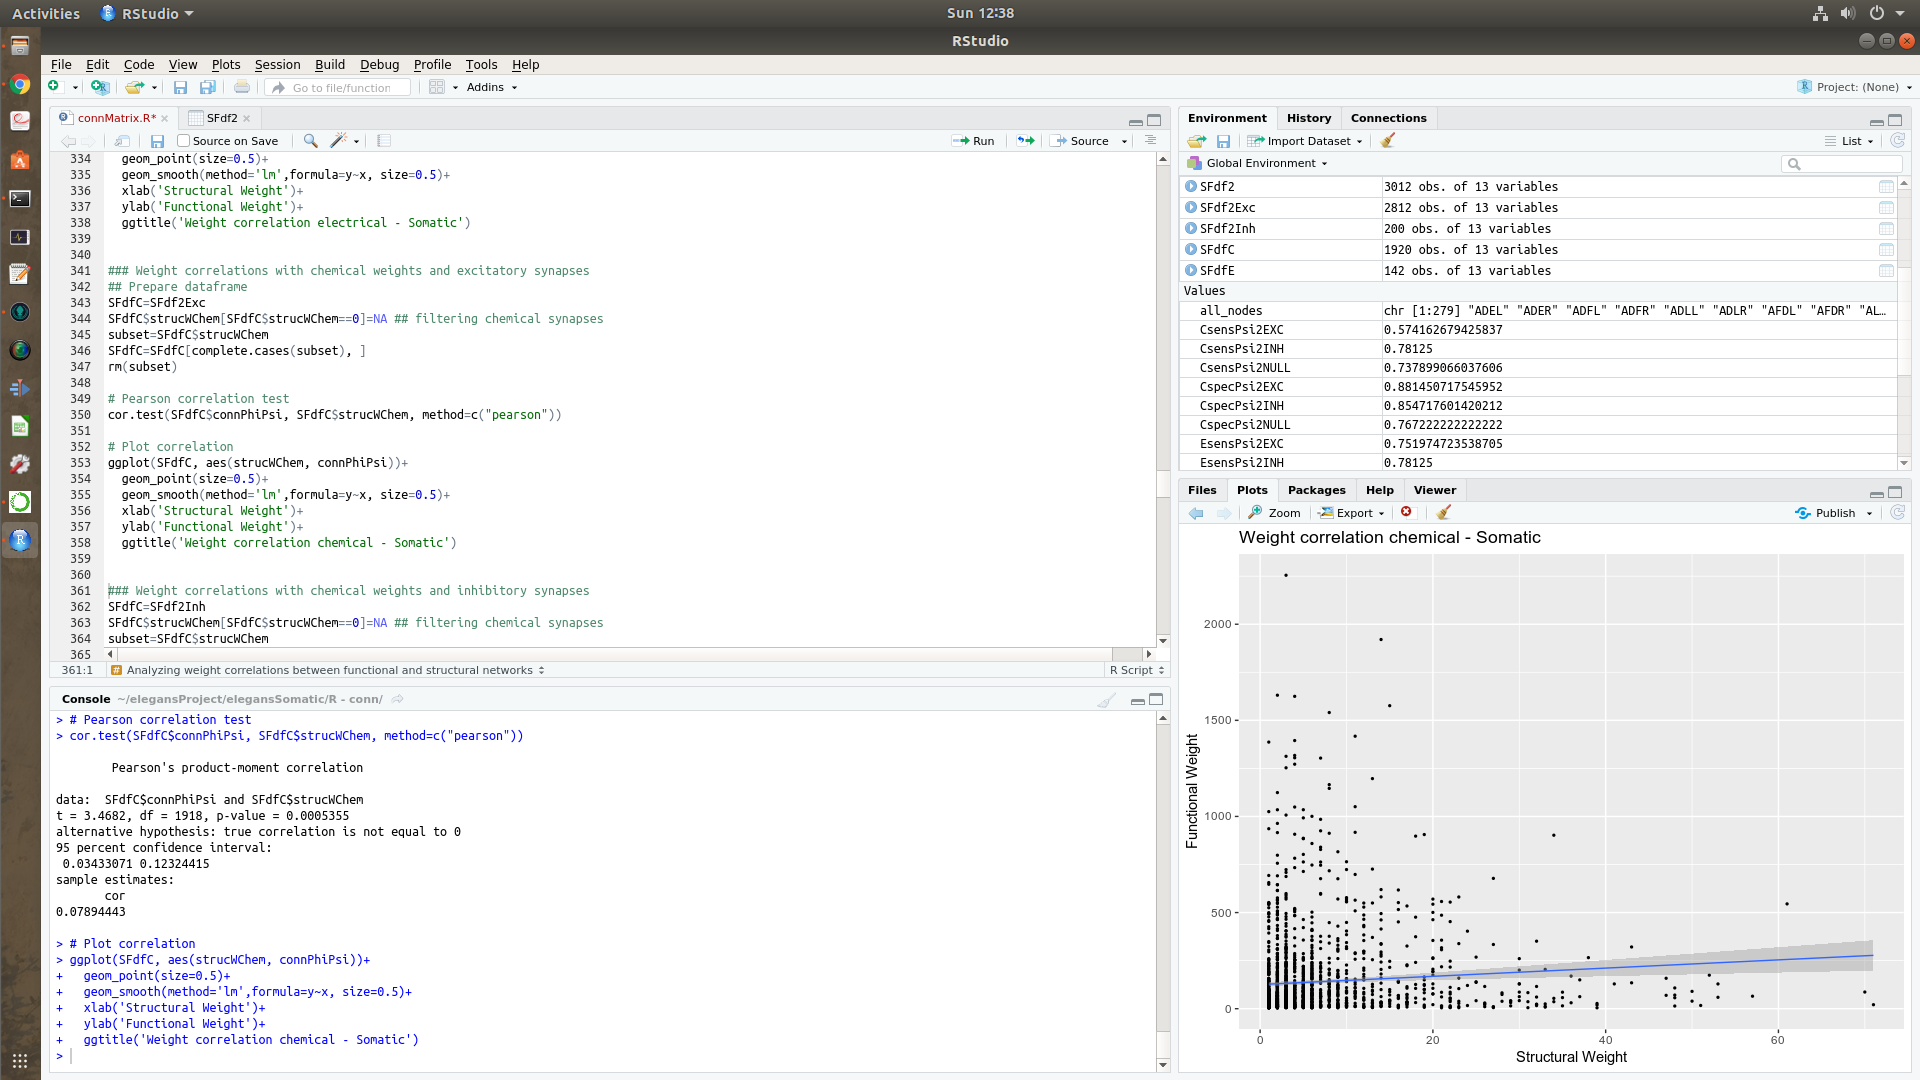 Activities
RStudio
Sun 12:38
RStudio
File Edit Code View Plots Session Build Debug Profile Tools Help
Go to file/function
Addins
Project: (None)
connMatrix.R*
SFdf2
Source on Save
Run
Source
334   geom_point(size=0.5)+
335   geom_smooth(method='lm',formula=y~x, size=0.5)+
336   xlab('Structural Weight')+
337   ylab('Functional Weight')+
338   ggtitle('Weight correlation electrical - Somatic')
339
340
341 ### Weight correlations with chemical weights and excitatory synapses
342 ## Prepare dataframe
343 SFdfC=SFdf2Exc
344 SFdfC$strucWChem[SFdfC$strucWChem==0]=NA ## filtering chemical synapses
345 subset=SFdfC$strucWChem
346 SFdfC=SFdfC[complete.cases(subset), ]
347 rm(subset)
348
349 # Pearson correlation test
350 cor.test(SFdfC$connPhiPsi, SFdfC$strucWChem, method=c("pearson"))
351
352 # Plot correlation
353 ggplot(SFdfC, aes(strucWChem, connPhiPsi))+
354   geom_point(size=0.5)+
355   geom_smooth(method='lm',formula=y~x, size=0.5)+
356   xlab('Structural Weight')+
357   ylab('Functional Weight')+
358   ggtitle('Weight correlation chemical - Somatic')
359
360
361 ### Weight correlations with chemical weights and inhibitory synapses
362 SFdfC=SFdf2Inh
363 SFdfC$strucWChem[SFdfC$strucWChem==0]=NA ## filtering chemical synapses
364 subset=SFdfC$strucWChem
365
361:1
# Analyzing weight correlations between functional and structural networks
R Script
Console ~/elegansProject/elegansSomatic/R - conn/
> # Pearson correlation test
> cor.test(SFdfC$connPhiPsi, SFdfC$strucWChem, method=c("pearson"))
Pearson's product-moment correlation
data:  SFdfC$connPhiPsi and SFdfC$strucWChem
t = 3.4682, df = 1918, p-value = 0.0005355
alternative hypothesis: true correlation is not equal to 0
95 percent confidence interval:
 0.03433071 0.12324415
sample estimates:
       cor
0.07894443
> # Plot correlation
> ggplot(SFdfC, aes(strucWChem, connPhiPsi))+
+   geom_point(size=0.5)+
+   geom_smooth(method='lm',formula=y~x, size=0.5)+
+   xlab('Structural Weight')+
+   ylab('Functional Weight')+
+   ggtitle('Weight correlation chemical - Somatic')
>
Environment History Connections
Import Dataset
List
Global Environment
SFdf2 3012 obs. of 13 variables
SFdf2Exc 2812 obs. of 13 variables
SFdf2Inh 200 obs. of 13 variables
SFdfC 1920 obs. of 13 variables
SFdfE 142 obs. of 13 variables
Values
all_nodes chr [1:279] "ADEL" "ADER" "ADFL" "ADFR" "ADLL" "ADLR" "AFDL" "AFDR" "AL…
CsensPsi2EXC 0.574162679425837
CsensPsi2INH 0.78125
CsensPsi2NULL 0.737899066037606
CspecPsi2EXC 0.881450717545952
CspecPsi2INH 0.854717601420212
CspecPsi2NULL 0.767222222222222
EsensPsi2EXC 0.751974723538705
EsensPsi2INH 0.78125
Files Plots Packages Help Viewer
Zoom
Export
Publish
Weight correlation chemical - Somatic
Functional Weight
2000
1500
1000
500
0
0 20 40 60
Structural Weight